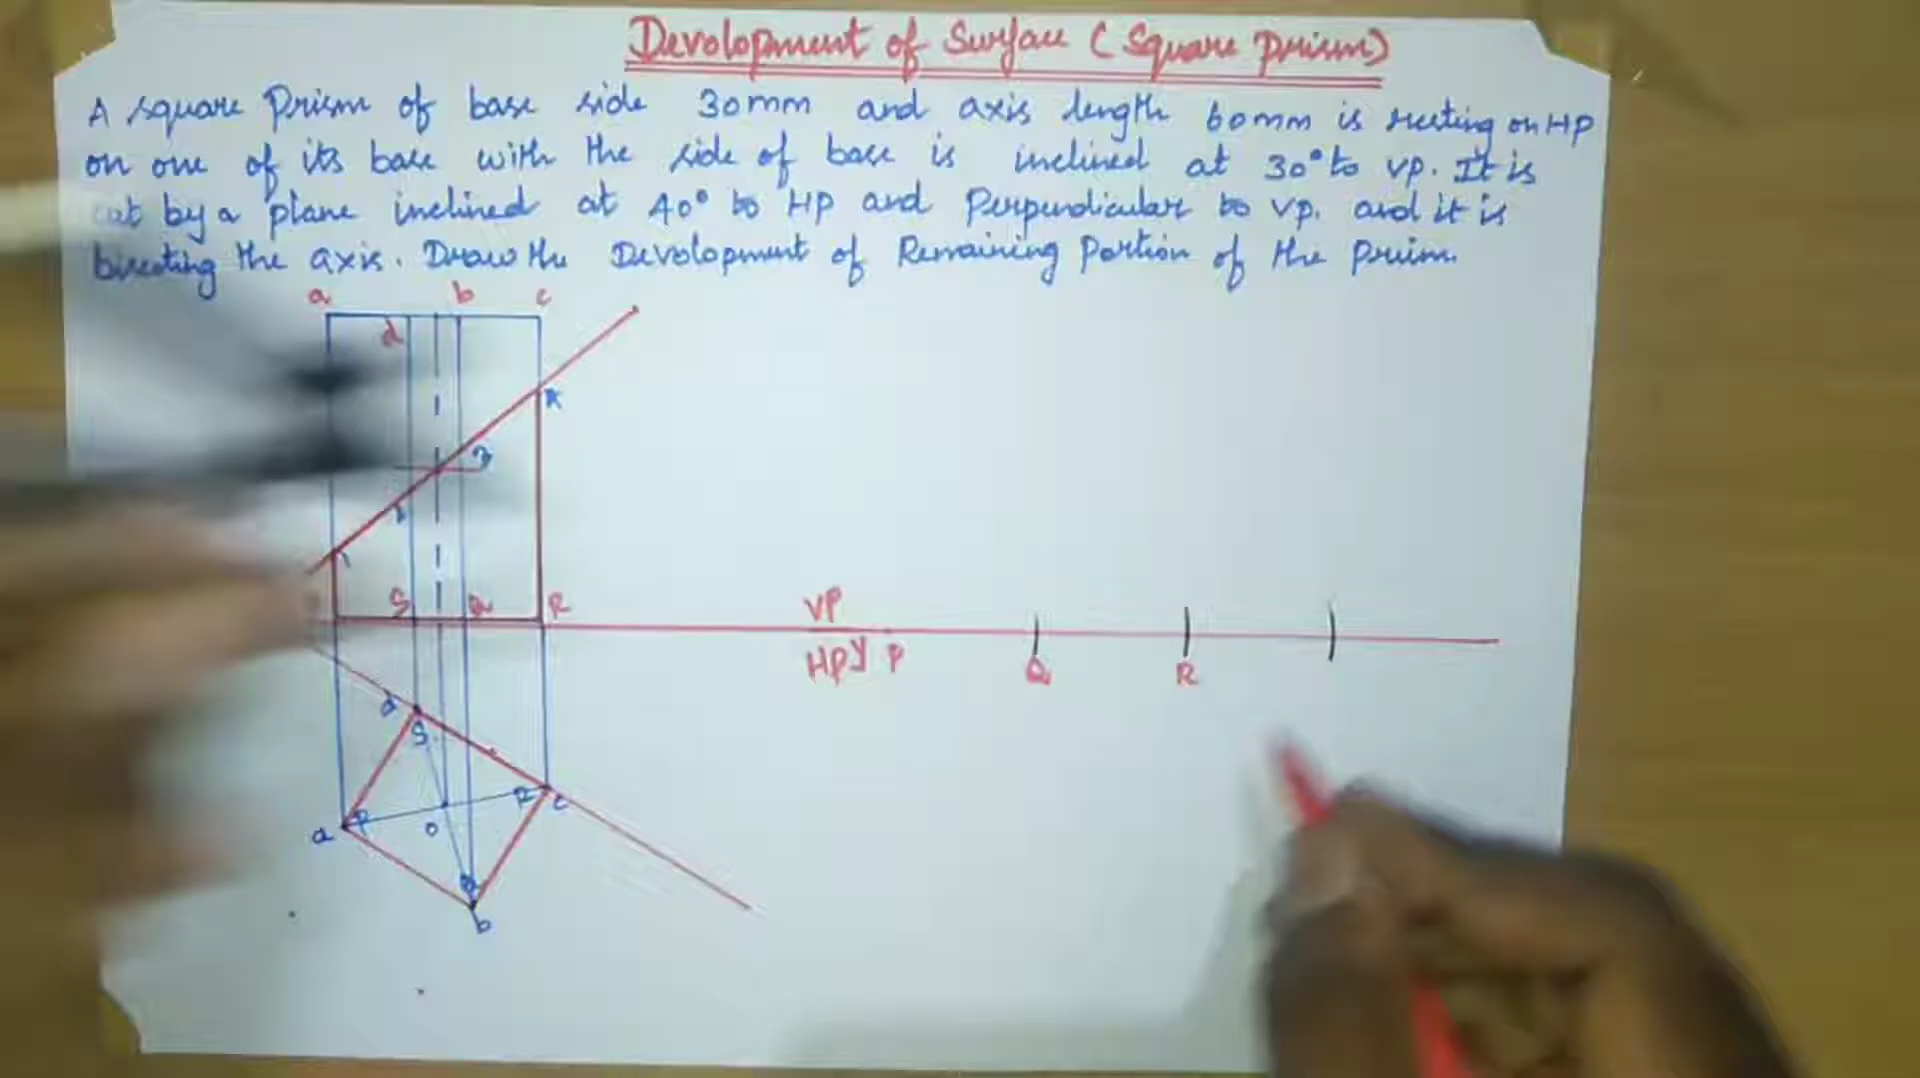 Devolopment of Surface (Square prism)
A square Prism of base side 30mm and axis length 60mm is resting on HP
on one of its base with the side of base is inclined at 30° to VP. It is
cut by a plane inclined at 40° to HP and Perpendicular to VP. and it is
bisecting the axis. Draw the Devolopment of Remaining Portion of the Prism.
a b c
d
3
S Q R
VP
HP Y P Q R
d
S
R c
a P o
b